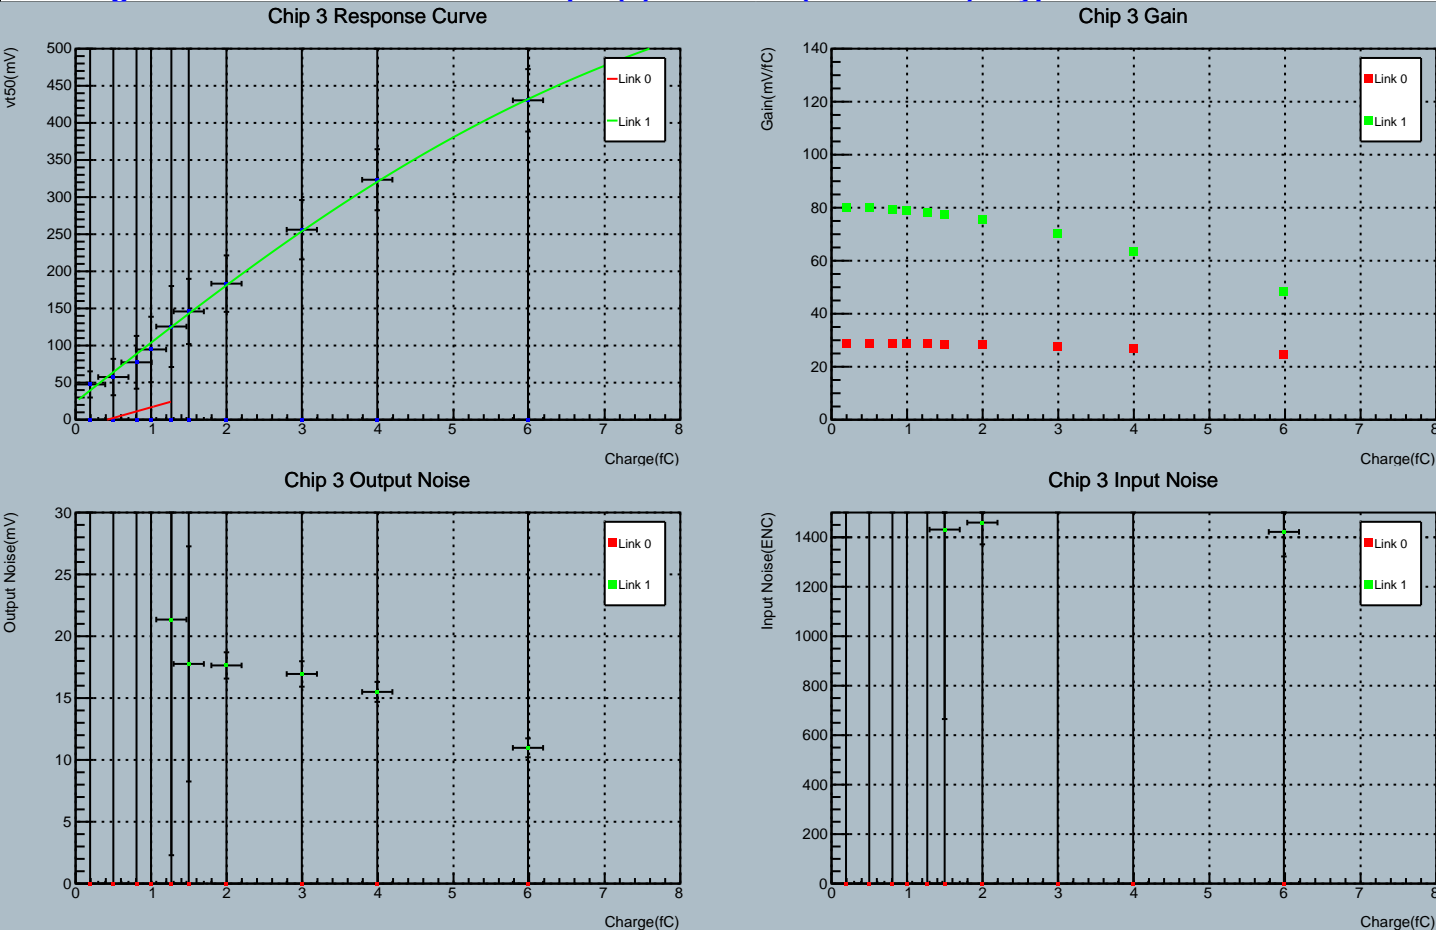 Chip 3 Response Curve
vt50(mV)
500
450
400
350
300
250
200
150
100
50
0
0 1 2 3 4 5 6 7 8
Charge(fC)
Link 0
Link 1
Chip 3 Gain
Gain(mV/fC)
140
120
100
80
60
40
20
0
0 1 2 3 4 5 6 7 8
Charge(fC)
Link 0
Link 1
Chip 3 Output Noise
Output Noise(mV)
30
25
20
15
10
5
0
0 1 2 3 4 5 6 7 8
Charge(fC)
Link 0
Link 1
Chip 3 Input Noise
Input Noise(ENC)
1400
1200
1000
800
600
400
200
0
0 1 2 3 4 5 6 7 8
Charge(fC)
Link 0
Link 1